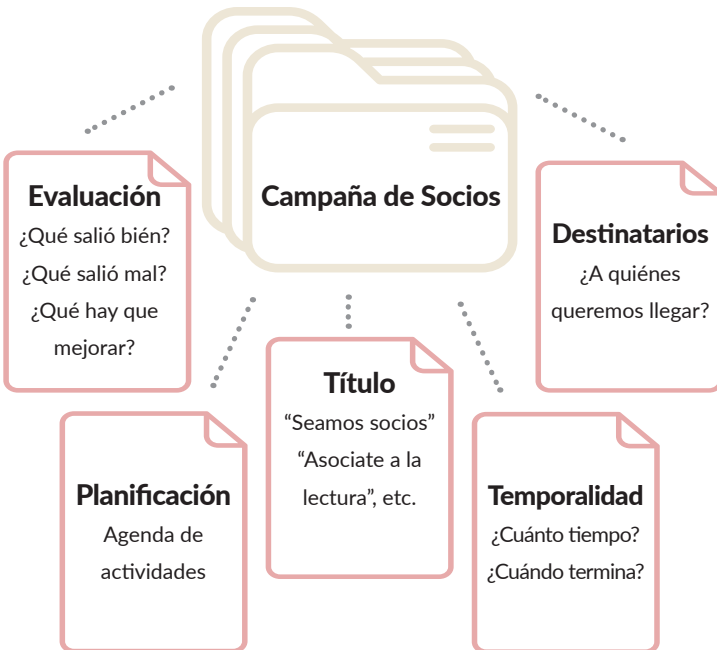 Campaña de Socios
Evaluación
¿Qué salió bién?
¿Qué salió mal?
¿Qué hay que
mejorar?
Planificación
Agenda de
actividades
Título
“Seamos socios”
“Asociate a la
lectura”, etc.
Temporalidad
¿Cuánto tiempo?
¿Cuándo termina?
Destinatarios
¿A quiénes
queremos llegar?